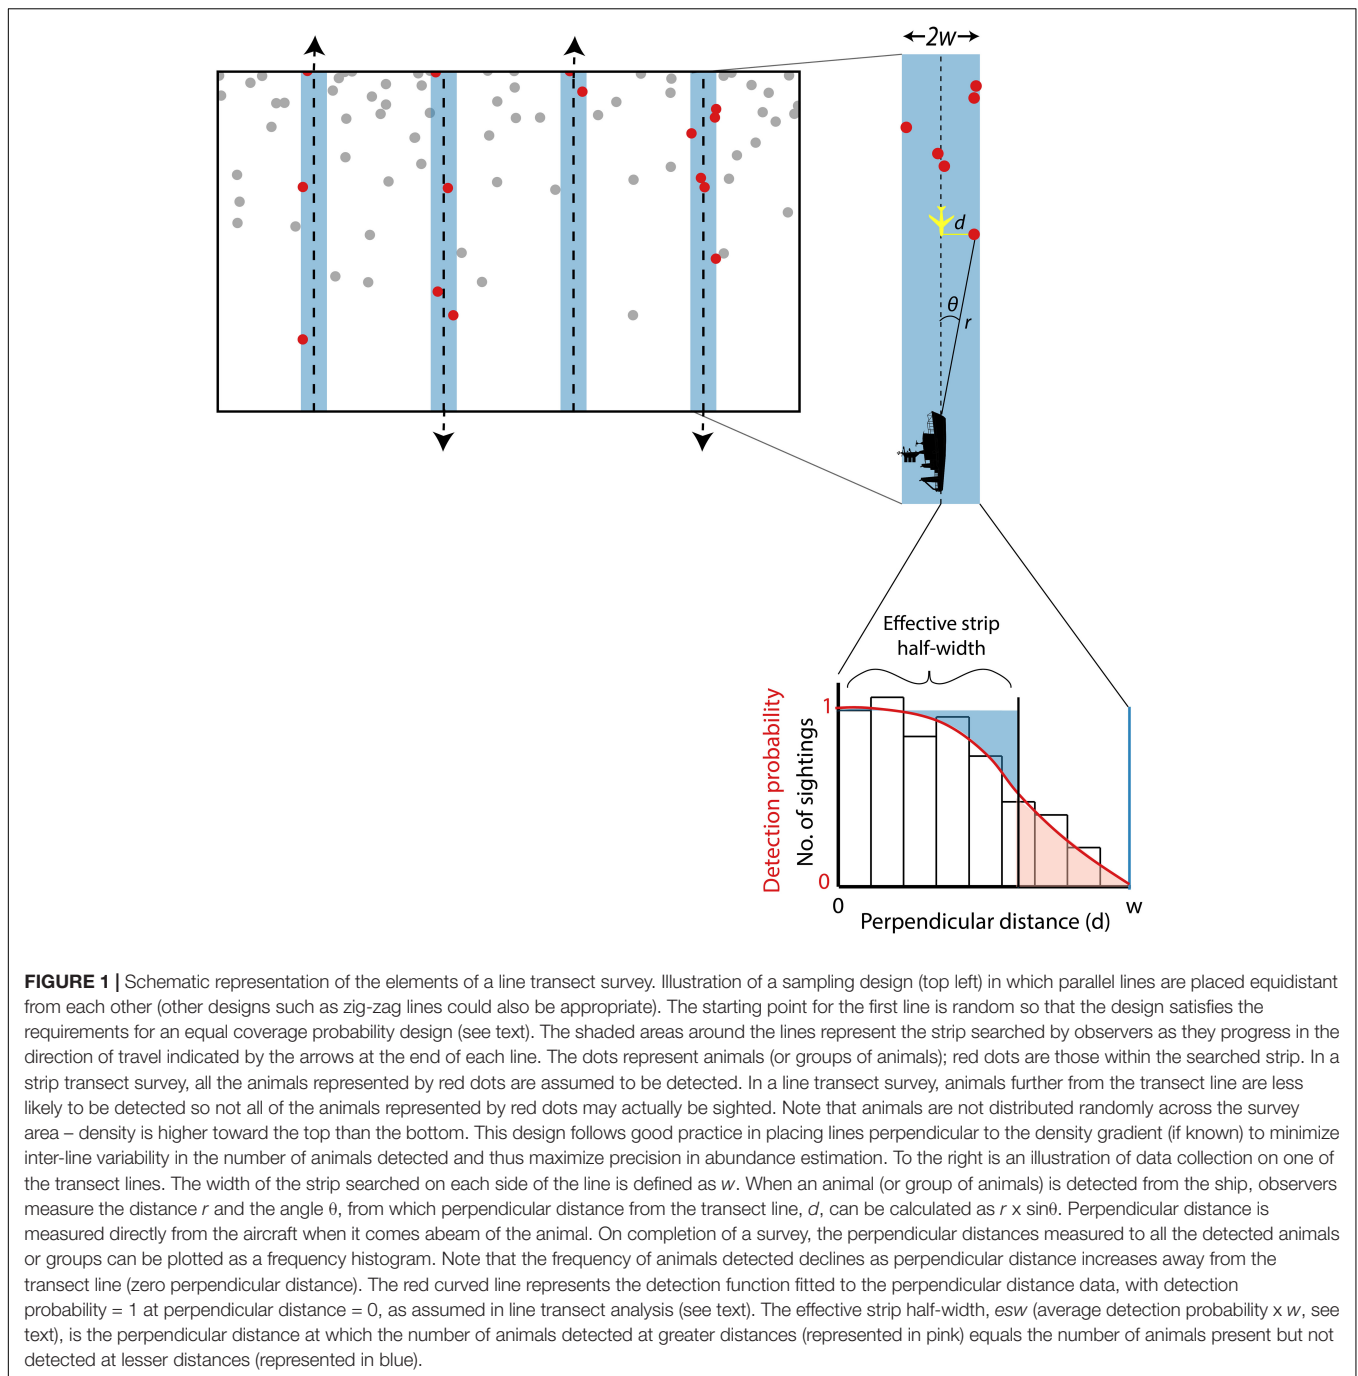 ←2w→
d
θ
r
Effective strip
half-width
Detection probability
No. of sightings
1
0
0
w
Perpendicular distance (d)
FIGURE 1 | Schematic representation of the elements of a line transect survey. Illustration of a sampling design (top left) in which parallel lines are placed equidistant
from each other (other designs such as zig-zag lines could also be appropriate). The starting point for the first line is random so that the design satisfies the
requirements for an equal coverage probability design (see text). The shaded areas around the lines represent the strip searched by observers as they progress in the
direction of travel indicated by the arrows at the end of each line. The dots represent animals (or groups of animals); red dots are those within the searched strip. In a
strip transect survey, all the animals represented by red dots are assumed to be detected. In a line transect survey, animals further from the transect line are less
likely to be detected so not all of the animals represented by red dots may actually be sighted. Note that animals are not distributed randomly across the survey
area – density is higher toward the top than the bottom. This design follows good practice in placing lines perpendicular to the density gradient (if known) to minimize
inter-line variability in the number of animals detected and thus maximize precision in abundance estimation. To the right is an illustration of data collection on one of
the transect lines. The width of the strip searched on each side of the line is defined as w. When an animal (or group of animals) is detected from the ship, observers
measure the distance r and the angle θ, from which perpendicular distance from the transect line, d, can be calculated as r x sinθ. Perpendicular distance is
measured directly from the aircraft when it comes abeam of the animal. On completion of a survey, the perpendicular distances measured to all the detected animals
or groups can be plotted as a frequency histogram. Note that the frequency of animals detected declines as perpendicular distance increases away from the
transect line (zero perpendicular distance). The red curved line represents the detection function fitted to the perpendicular distance data, with detection
probability = 1 at perpendicular distance = 0, as assumed in line transect analysis (see text). The effective strip half-width, esw (average detection probability x w, see
text), is the perpendicular distance at which the number of animals detected at greater distances (represented in pink) equals the number of animals present but not
detected at lesser distances (represented in blue).